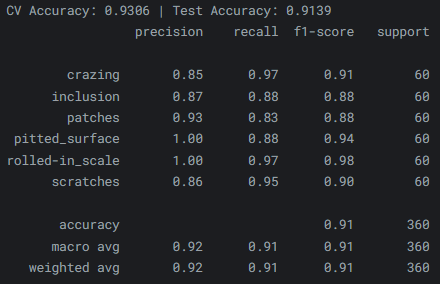 CV Accuracy: 0.9306 | Test Accuracy: 0.9139
precision recall f1-score support
crazing 0.85 0.97 0.91 60
inclusion 0.87 0.88 0.88 60
patches 0.93 0.83 0.88 60
pitted_surface 1.00 0.88 0.94 60
rolled-in_scale 1.00 0.97 0.98 60
scratches 0.86 0.95 0.90 60
accuracy 0.91 360
macro avg 0.92 0.91 0.91 360
weighted avg 0.92 0.91 0.91 360